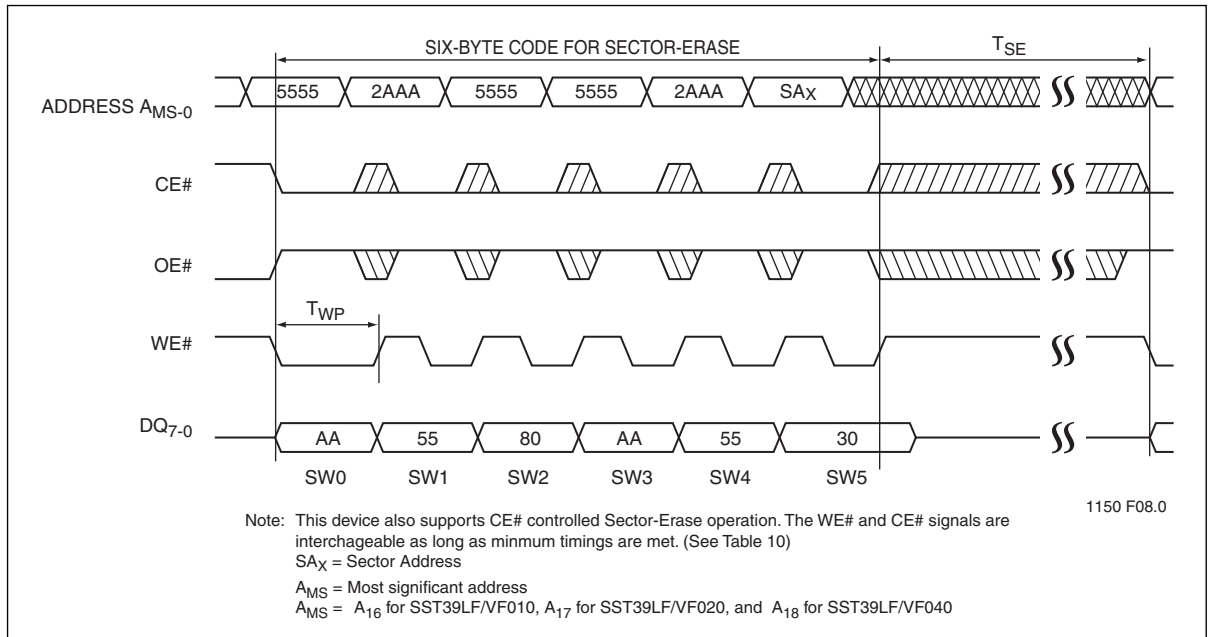 SIX-BYTE CODE FOR SECTOR-ERASE
TSE
ADDRESS AMS-0
5555
2AAA
5555
5555
2AAA
SAX
CE#
OE#
TWP
WE#
DQ7-0
AA
55
80
AA
55
30
SW0
SW1
SW2
SW3
SW4
SW5
1150 F08.0
Note: This device also supports CE# controlled Sector-Erase operation. The WE# and CE# signals are
interchageable as long as minmum timings are met. (See Table 10)
SAX = Sector Address
AMS = Most significant address
AMS = A16 for SST39LF/VF010, A17 for SST39LF/VF020, and A18 for SST39LF/VF040